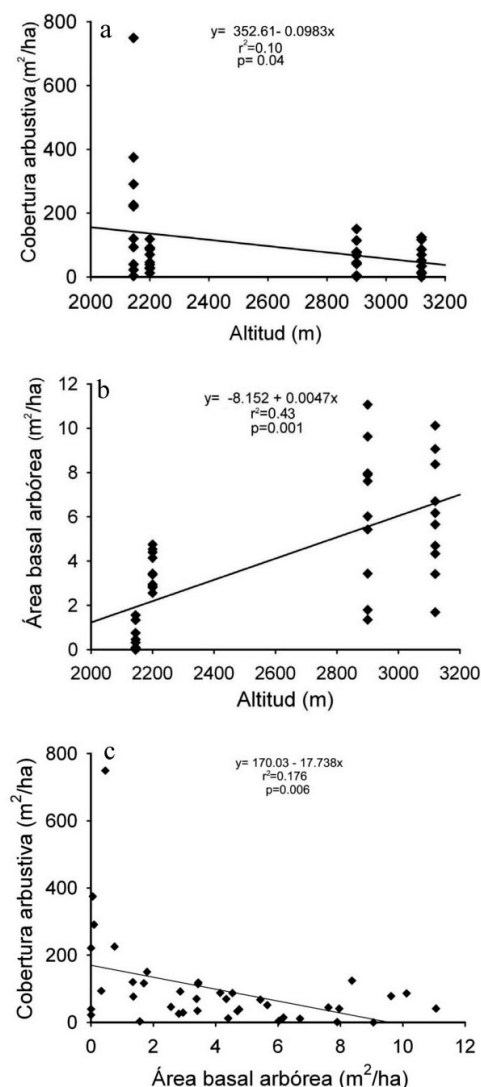 a
y= 352.61- 0.0983x
r²=0.10
p= 0.04
Cobertura arbustiva (m²/ha)
800
600
400
200
0
2000 2200 2400 2600 2800 3000 3200
Altitud (m)
b
y= -8.152 + 0.0047x
r²=0.43
p=0.001
Área basal arbórea (m²/ha)
12
10
8
6
4
2
0
2000 2200 2400 2600 2800 3000 3200
Altitud (m)
c
y= 170.03 - 17.738x
r²=0.176
p=0.006
Cobertura arbustiva (m²/ha)
800
600
400
200
0
0 2 4 6 8 10 12
Área basal arbórea (m²/ha)